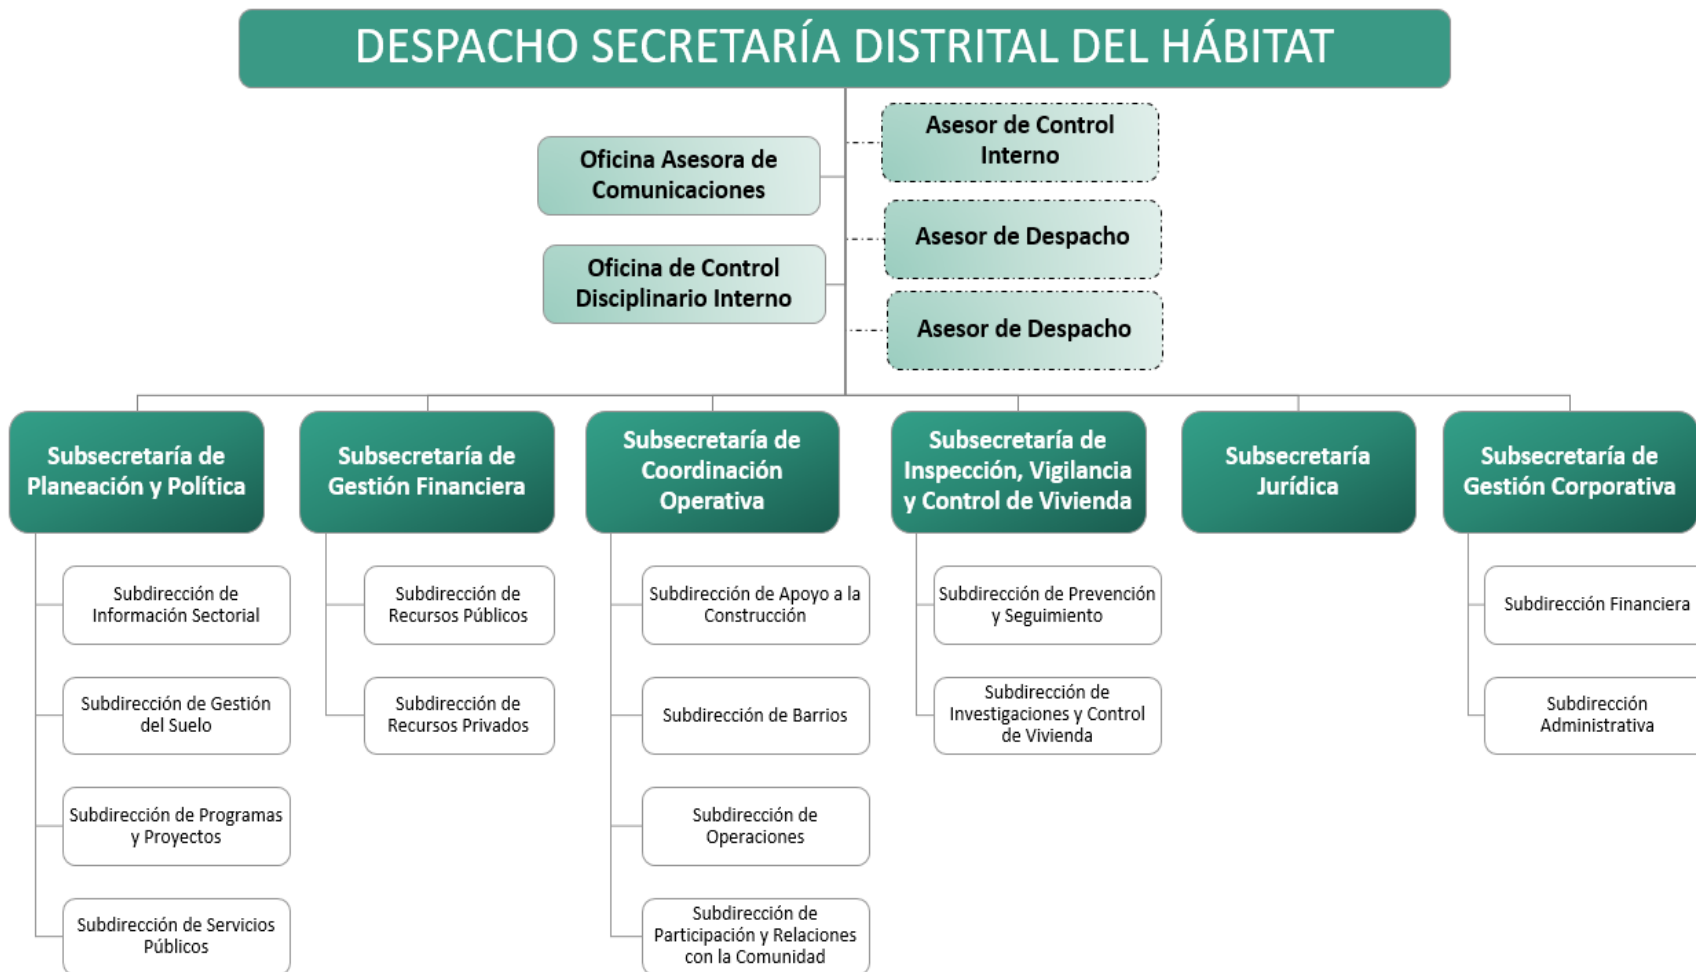 DESPACHO SECRETARÍA DISTRITAL DEL HÁBITAT
Asesor de Control
Interno
Oficina Asesora de
Comunicaciones
Asesor de Despacho
Oficina de Control
Disciplinario Interno
Asesor de Despacho
Subsecretaría de
Planeación y Política
Subsecretaría de
Gestión Financiera
Subsecretaría de
Coordinación
Operativa
Subsecretaría de
Inspección, Vigilancia
y Control de Vivienda
Subsecretaría
Jurídica
Subsecretaría de
Gestión Corporativa
Subdirección de
Información Sectorial
Subdirección de Gestión
del Suelo
Subdirección de Programas
y Proyectos
Subdirección de Servicios
Públicos
Subdirección de
Recursos Públicos
Subdirección de
Recursos Privados
Subdirección de Apoyo a la
Construcción
Subdirección de Barrios
Subdirección de
Operaciones
Subdirección de
Participación y Relaciones
con la Comunidad
Subdirección de Prevención
y Seguimiento
Subdirección de
Investigaciones y Control
de Vivienda
Subdirección Financiera
Subdirección
Administrativa